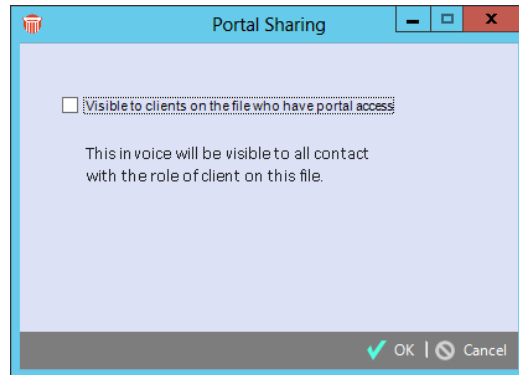 Portal Sharing
Visible to clients on the file who have portal access
This invoice will be visible to all contact
with the role of client on this file.
OK | Cancel